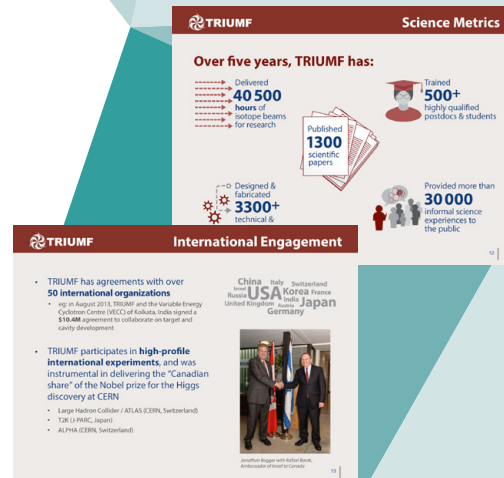 TRIUMF
Science Metrics
Over five years, TRIUMF has:
Delivered
40 500
hours of
isotope beams
for research
Published
1300
scientific
papers
Trained
500+
highly qualified
postdocs & students
Designed &
fabricated
3300+
technical &
Provided more than
30 000
informal science
experiences to
the public
12
TRIUMF
International Engagement
• TRIUMF has agreements with over
50 international organizations
• eg: in August 2013, TRIUMF and the Variable Energy
Cyclotron Centre (VECC) of Kolkata, India signed a
$10.4M agreement to collaborate on target and
cavity development
• TRIUMF participates in high-profile
international experiments, and was
instrumental in delivering the "Canadian
share" of the Nobel prize for the Higgs
discovery at CERN
• Large Hadron Collider / ATLAS (CERN, Switzerland)
• T2K (J-PARC, Japan)
• ALPHA (CERN, Switzerland)
China Italy Switzerland
Israel Russia USA Korea France
United Kingdom Austria India Japan
Germany
Jonathan Bagger with Rafael Barak,
Ambassador of Israel to Canada
13